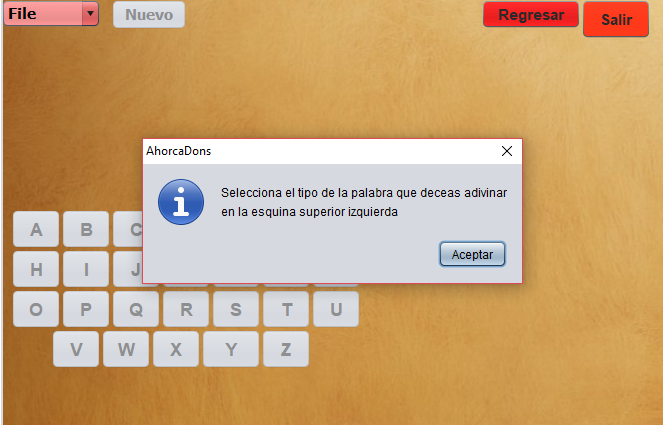 File Nuevo Regresar Salir
AhorcaDons
Selecciona el tipo de la palabra que deceas adivinar
en la esquina superior izquierda
Aceptar
A B C
H I J
O P Q R S T U
V W X Y Z